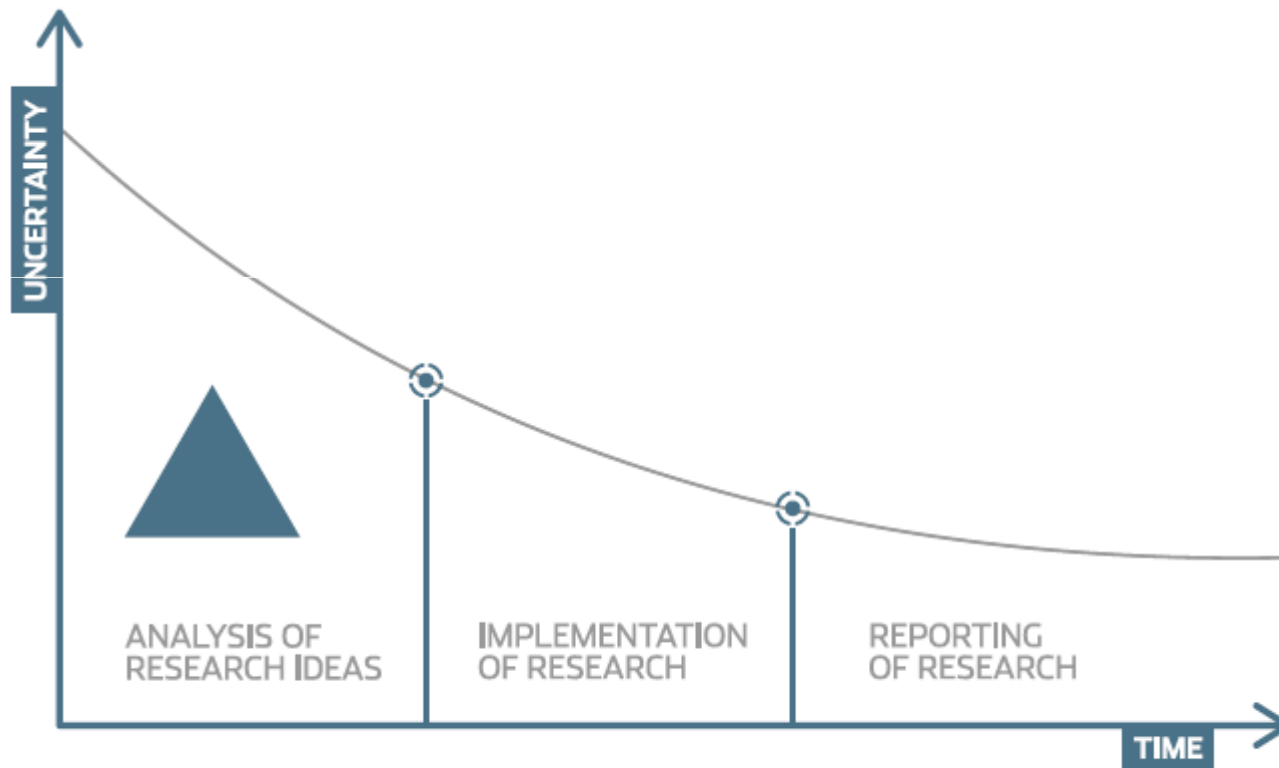 UNCERTAINTY
ANALYSIS OF
RESEARCH IDEAS
IMPLEMENTATION
OF RESEARCH
REPORTING
OF RESEARCH
TIME